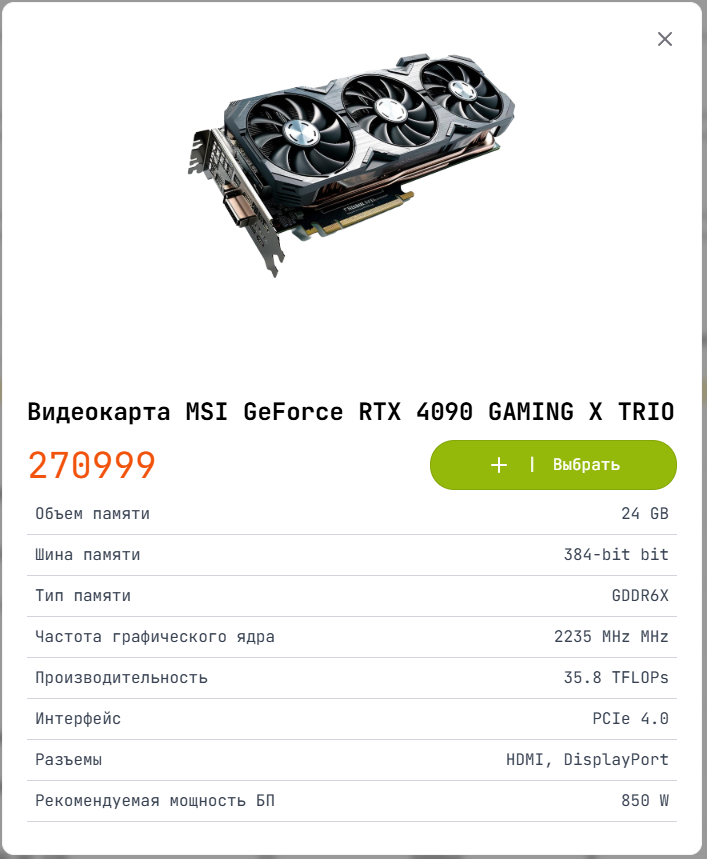 Видеокарта MSI GeForce RTX 4090 GAMING X TRIO
270999
+ | Выбрать
Объем памяти 24 GB
Шина памяти 384-bit bit
Тип памяти GDDR6X
Частота графического ядра 2235 MHz MHz
Производительность 35.8 TFLOPs
Интерфейс PCIe 4.0
Разъемы HDMI, DisplayPort
Рекомендуемая мощность БП 850 W